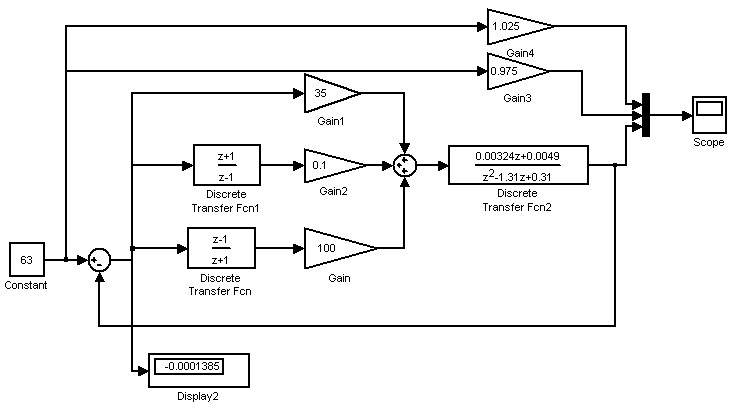 1.025
Gain4
0.975
Gain3
Scope
35
Gain1
z+1
z-1
Discrete
Transfer Fcn1
0.1
Gain2
0.00324z+0.0049
z2-1.31z+0.31
Discrete
Transfer Fcn2
z-1
z+1
Discrete
Transfer Fcn
100
Gain
63
Constant
-0.0001385
Display2